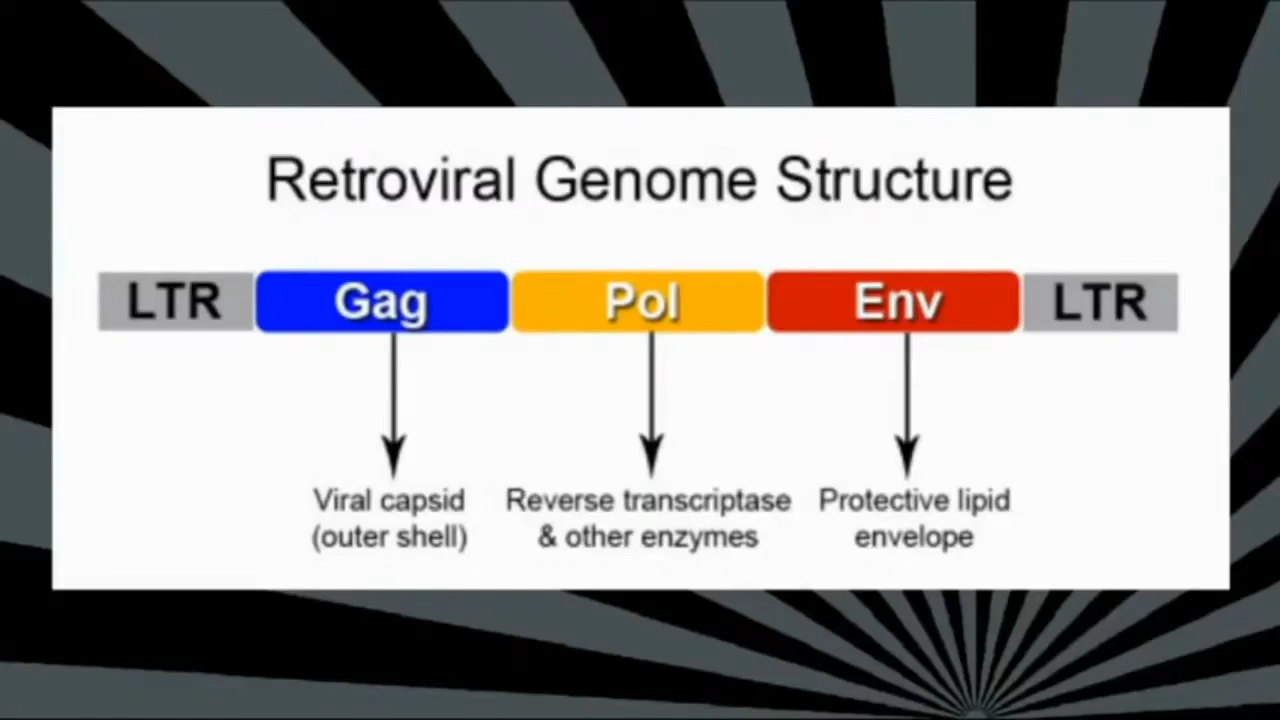 Retroviral Genome Structure
LTR Gag Pol Env LTR
Viral capsid Reverse transcriptase Protective lipid
(outer shell) & other enzymes envelope